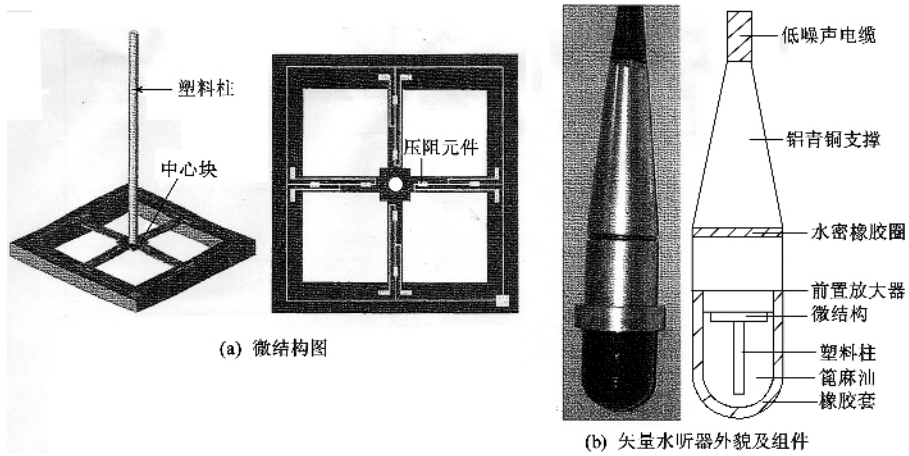 塑料柱
中心块
压阻元件
(a) 微结构图
低噪声电缆
铝青铜支撑
水密橡胶圈
前置放大器
微结构
塑料柱
篦麻油
橡胶套
(b) 矢量水听器外貌及组件